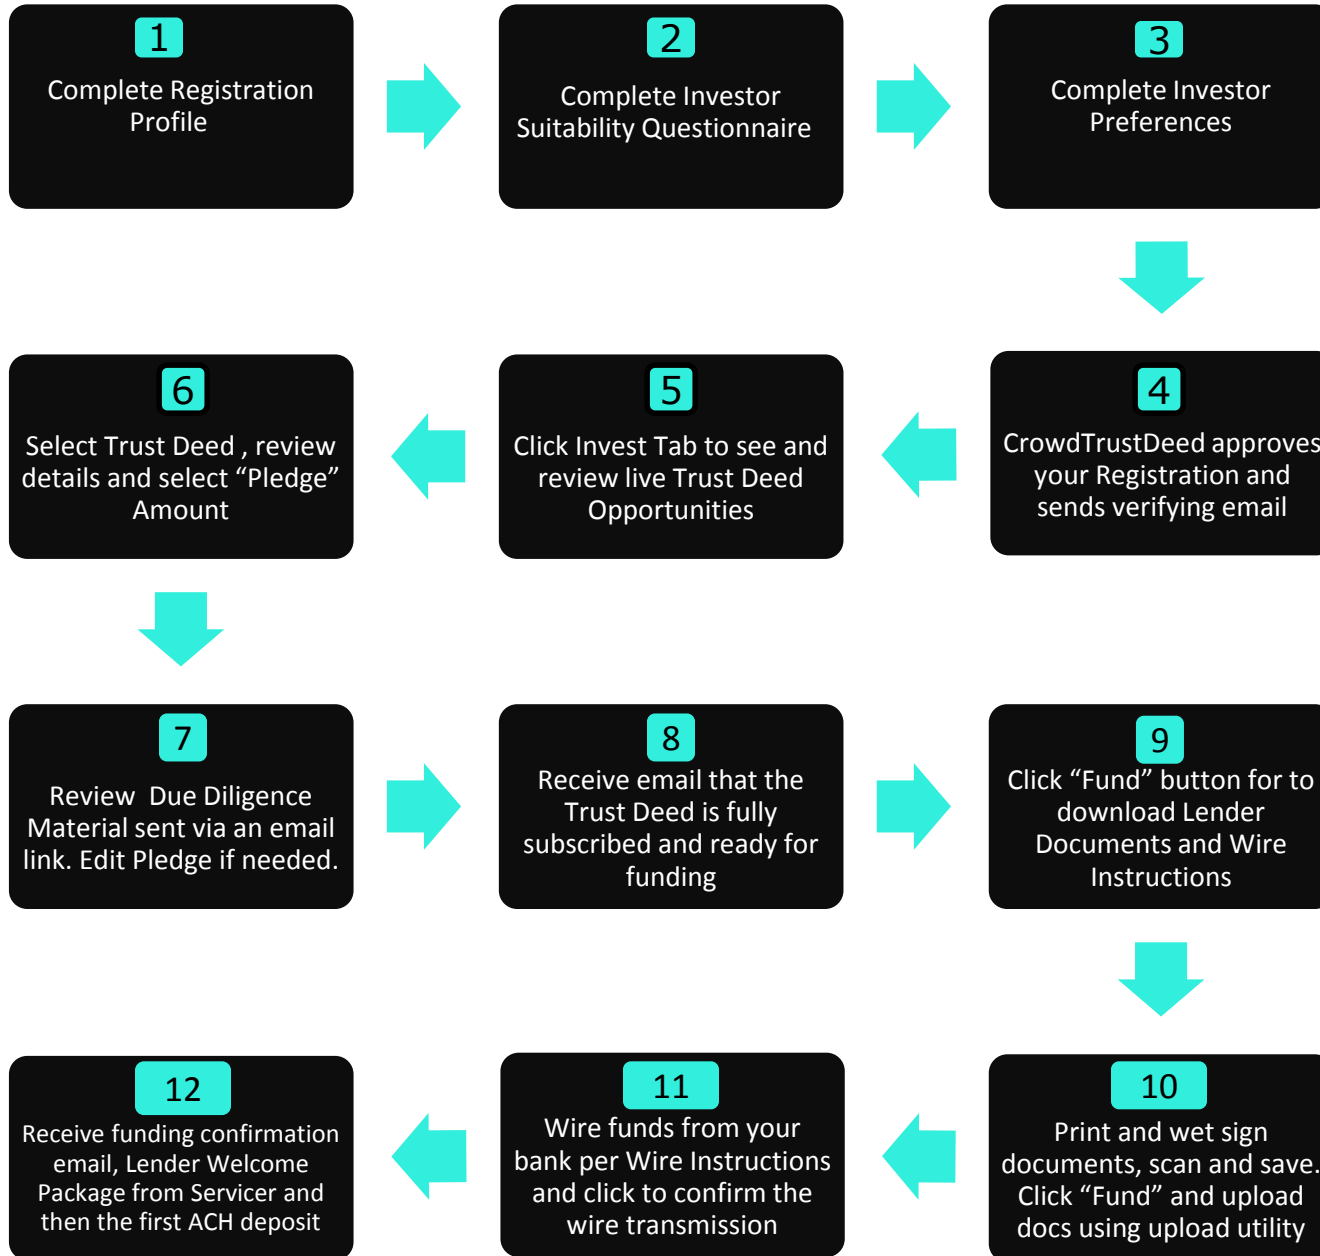 1
Complete Registration
Profile
2
Complete Investor
Suitability Questionnaire
3
Complete Investor
Preferences
4
CrowdTrustDeed approves
your Registration and
sends verifying email
5
Click Invest Tab to see and
review live Trust Deed
Opportunities
6
Select Trust Deed , review
details and select “Pledge”
Amount
7
Review  Due Diligence
Material sent via an email
link. Edit Pledge if needed.
8
Receive email that the
Trust Deed is fully
subscribed and ready for
funding
9
Click “Fund” button for to
download Lender
Documents and Wire
Instructions
10
Print and wet sign
documents, scan and save.
Click “Fund” and upload
docs using upload utility
11
Wire funds from your
bank per Wire Instructions
and click to confirm the
wire transmission
12
Receive funding confirmation
email, Lender Welcome
Package from Servicer and
then the first ACH deposit